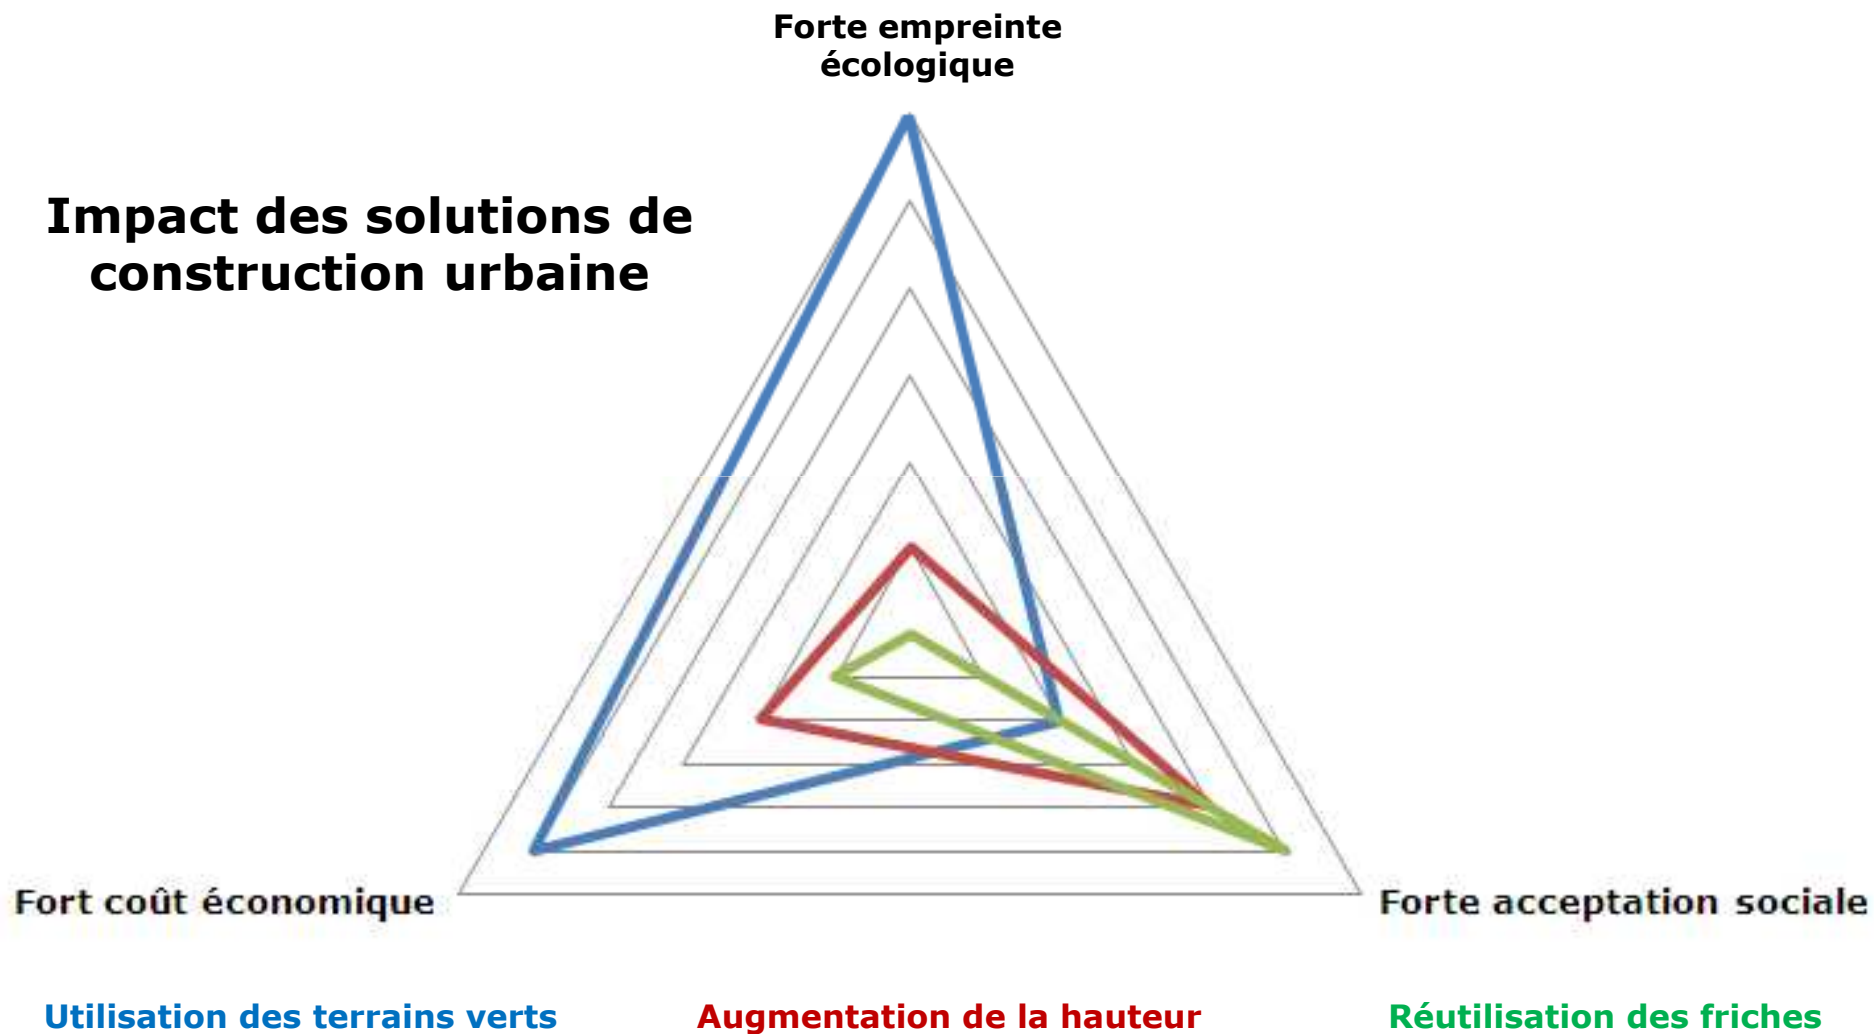 Forte empreinte
écologique
Impact des solutions de
construction urbaine
Fort coût économique
Forte acceptation sociale
Utilisation des terrains verts
Augmentation de la hauteur
Réutilisation des friches